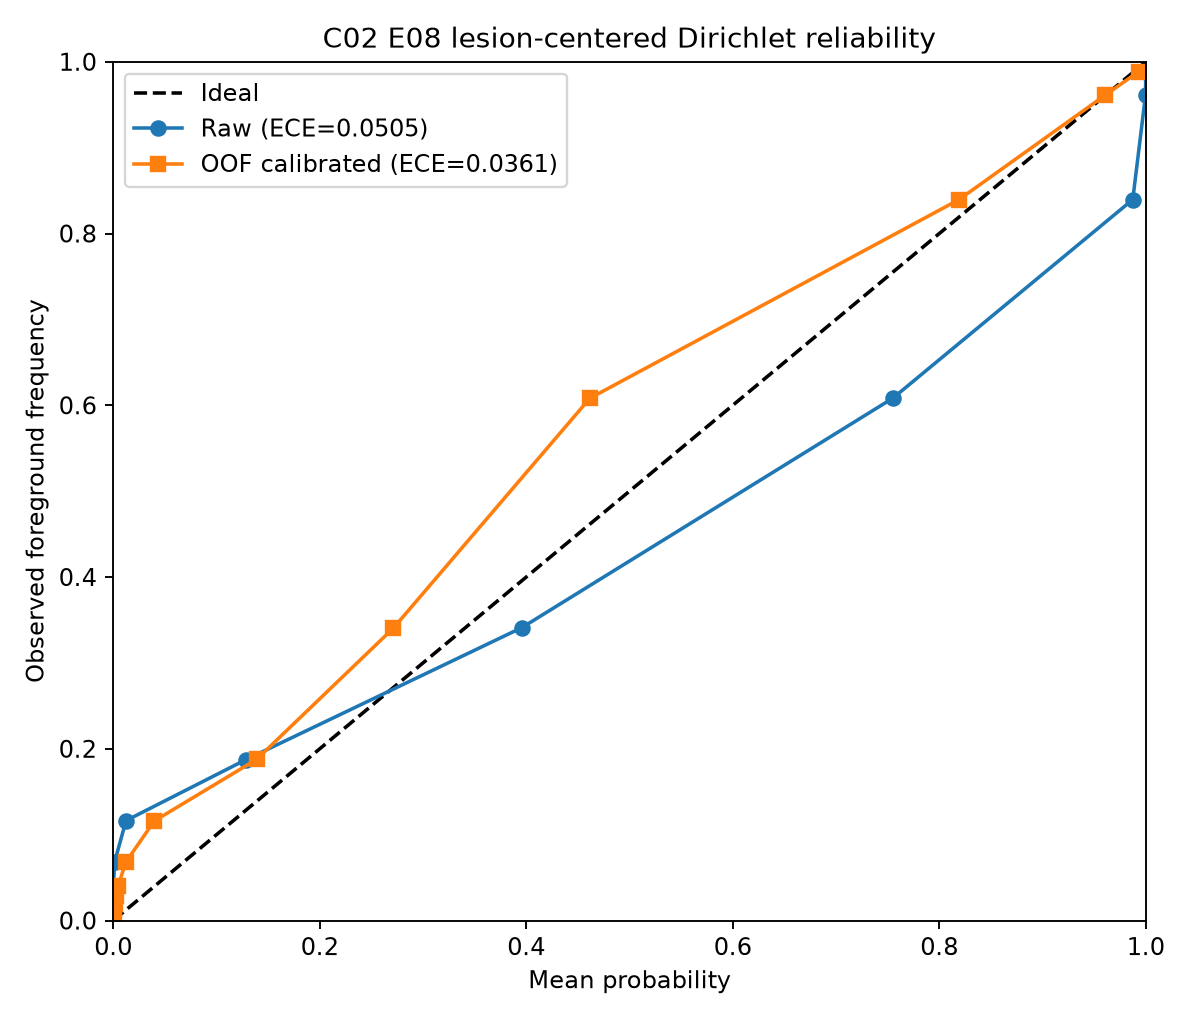 C02 E08 lesion-centered Dirichlet reliability
Ideal
Raw (ECE=0.0505)
OOF calibrated (ECE=0.0361)
Observed foreground frequency
1.0
0.8
0.6
0.4
0.2
0.0
0.0 0.2 0.4 0.6 0.8 1.0
Mean probability